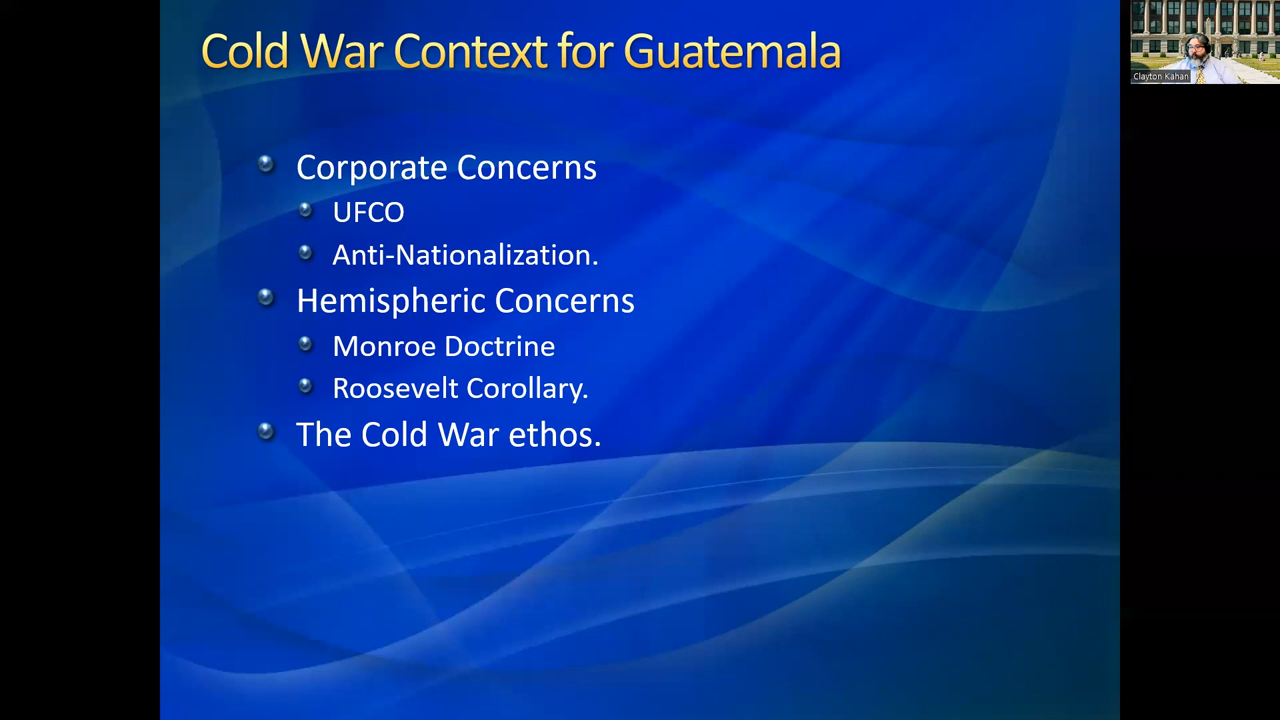 Cold War Context for Guatemala
Clayton Kahan
Corporate Concerns
UFCO
Anti-Nationalization.
Hemispheric Concerns
Monroe Doctrine
Roosevelt Corollary.
The Cold War ethos.